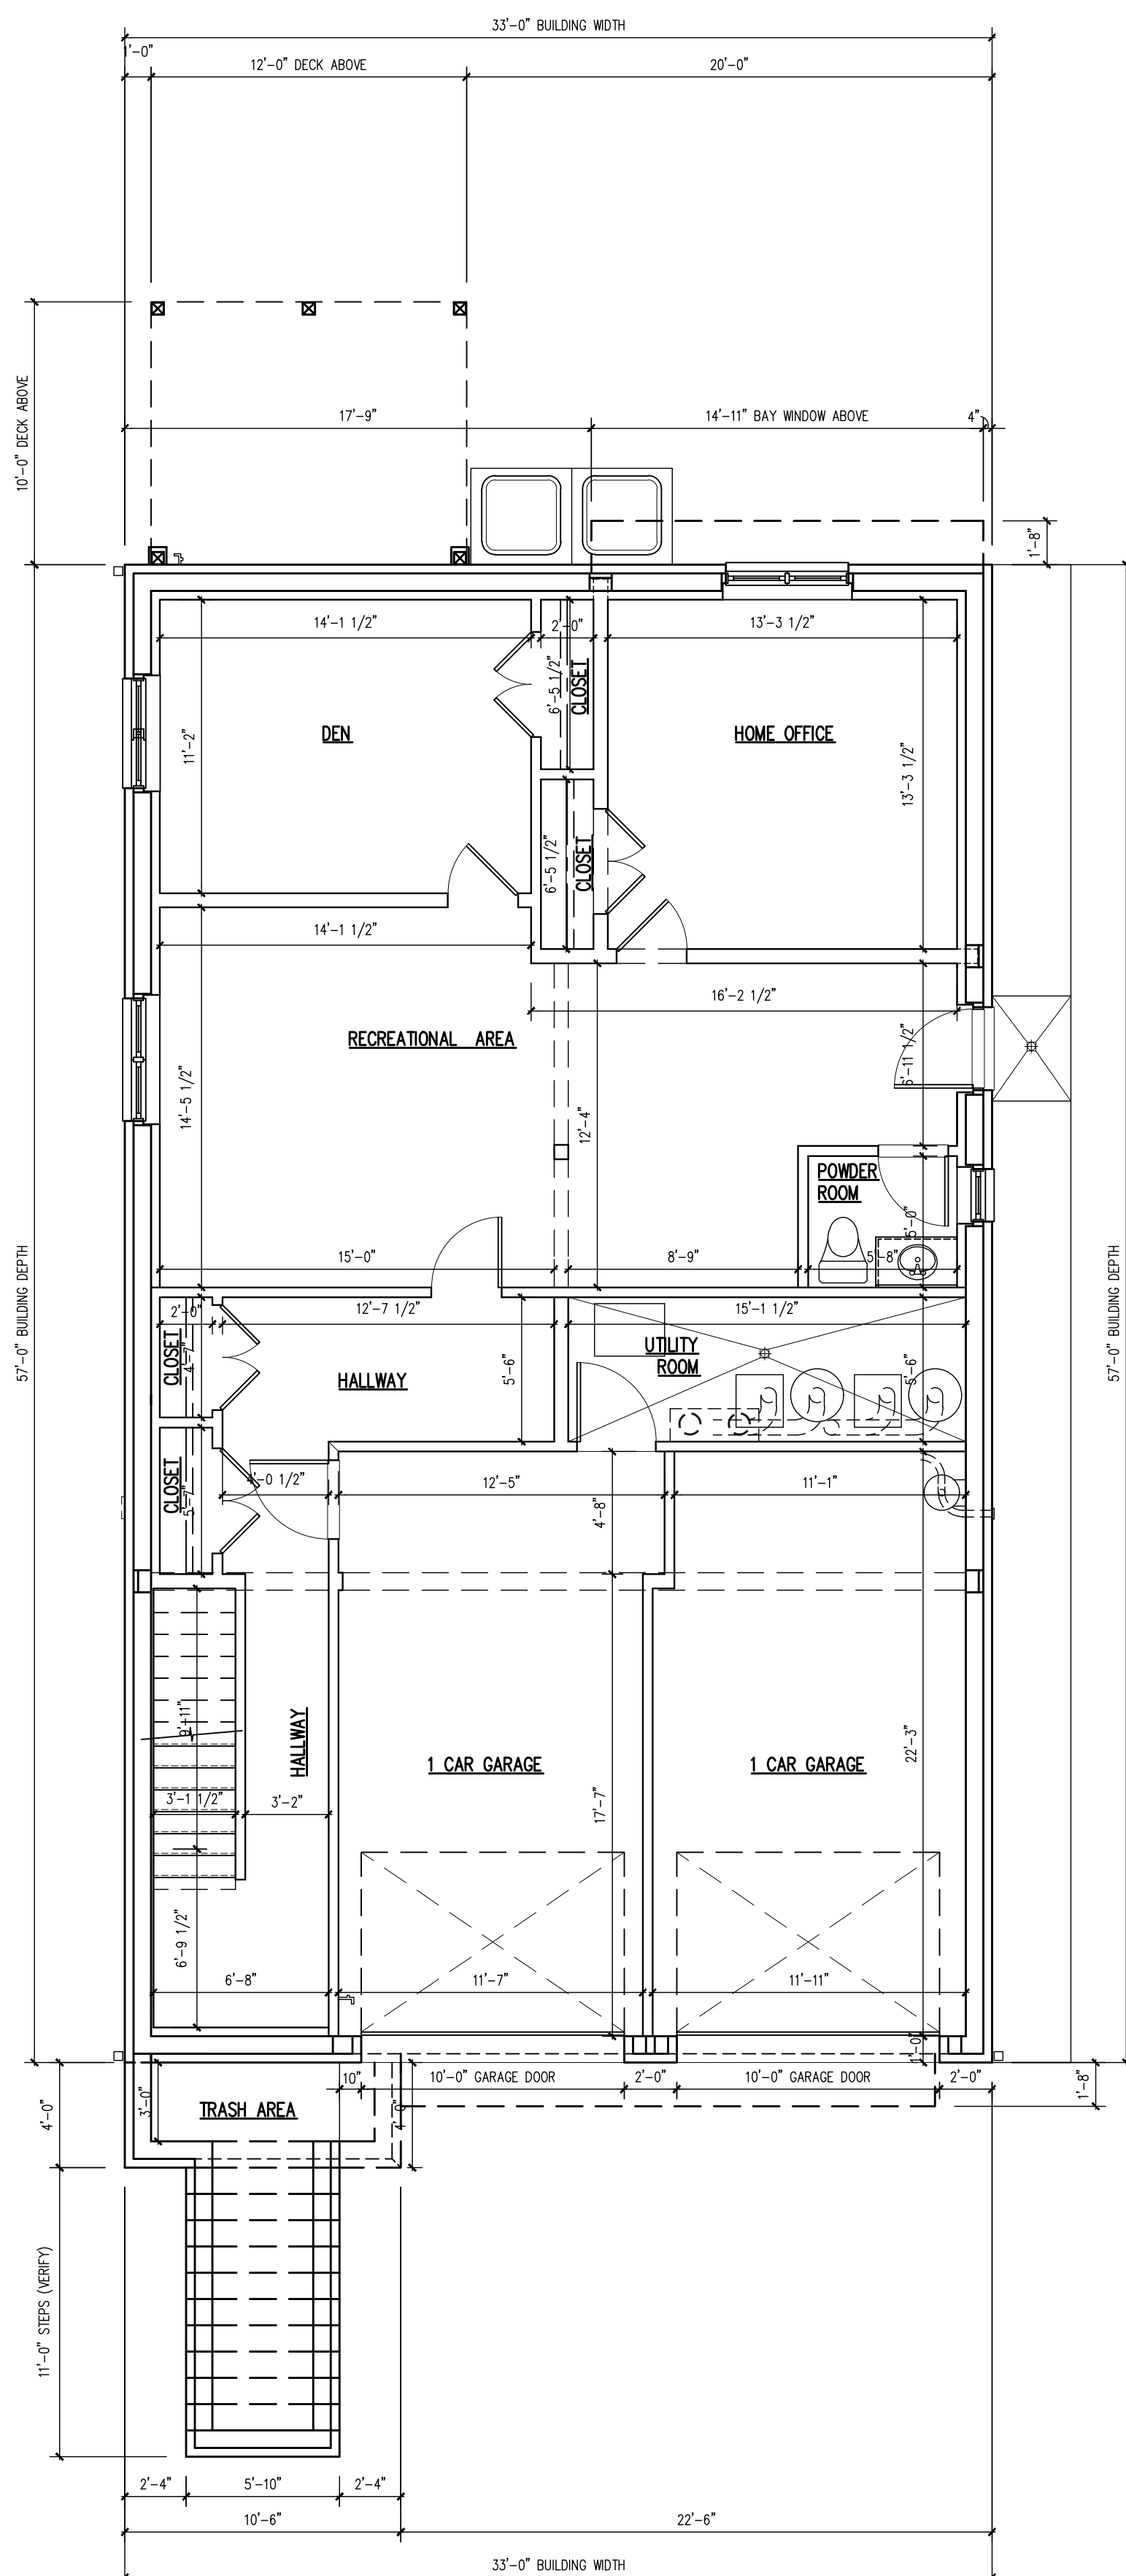 33'-0" BUILDING WIDTH
1'-0"
12'-0" DECK ABOVE
20'-0"
10'-0" DECK ABOVE
17'-9"
14'-11" BAY WINDOW ABOVE
4"
1'-8"
14'-1 1/2"
2'-0"
13'-3 1/2"
6'-5 1/2"
CLOSET
11'-2"
DEN
HOME OFFICE
13'-3 1/2"
6'-5 1/2"
CLOSET
14'-1 1/2"
16'-2 1/2"
RECREATIONAL AREA
6'-11 1/2"
14'-5 1/2"
12'-4"
POWDER
ROOM
5'-0"
15'-0"
8'-9"
5'-8"
57'-0" BUILDING DEPTH
57'-0" BUILDING DEPTH
2'-0"
12'-7 1/2"
15'-1 1/2"
CLOSET
4'-7"
HALLWAY
5'-6"
UTILITY
ROOM
5'-6"
CLOSET
5'-7"
4'-0 1/2"
12'-5"
11'-1"
4'-8"
9'-11"
HALLWAY
1 CAR GARAGE
1 CAR GARAGE
22'-3"
3'-1 1/2"
3'-2"
17'-7"
6'-9 1/2"
6'-8"
11'-7"
11'-11"
1'-0"
10"
10'-0" GARAGE DOOR
2'-0"
10'-0" GARAGE DOOR
2'-0"
1'-8"
4'-0"
3'-0"
TRASH AREA
4'-0"
11'-0" STEPS (VERIFY)
2'-4"
5'-10"
2'-4"
10'-6"
22'-6"
33'-0" BUILDING WIDTH